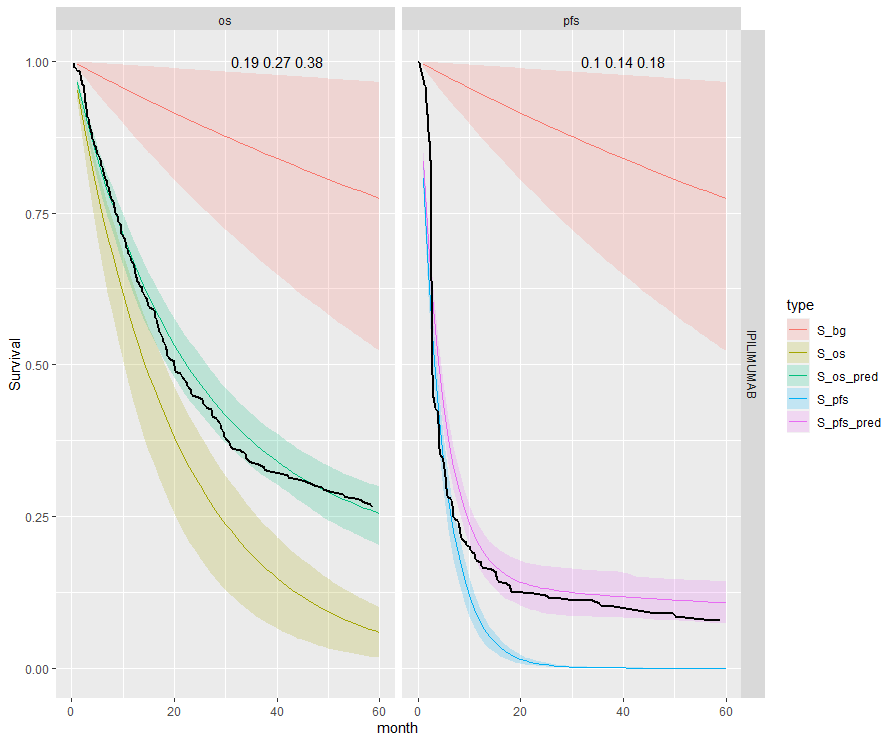 os pfs
0.19 0.27 0.38 0.1 0.14 0.18
1.00
0.75
0.50
0.25
0.00
Survival
IPILIMUMAB
0 20 40 60 0 20 40 60
month
type
S_bg
S_os
S_os_pred
S_pfs
S_pfs_pred